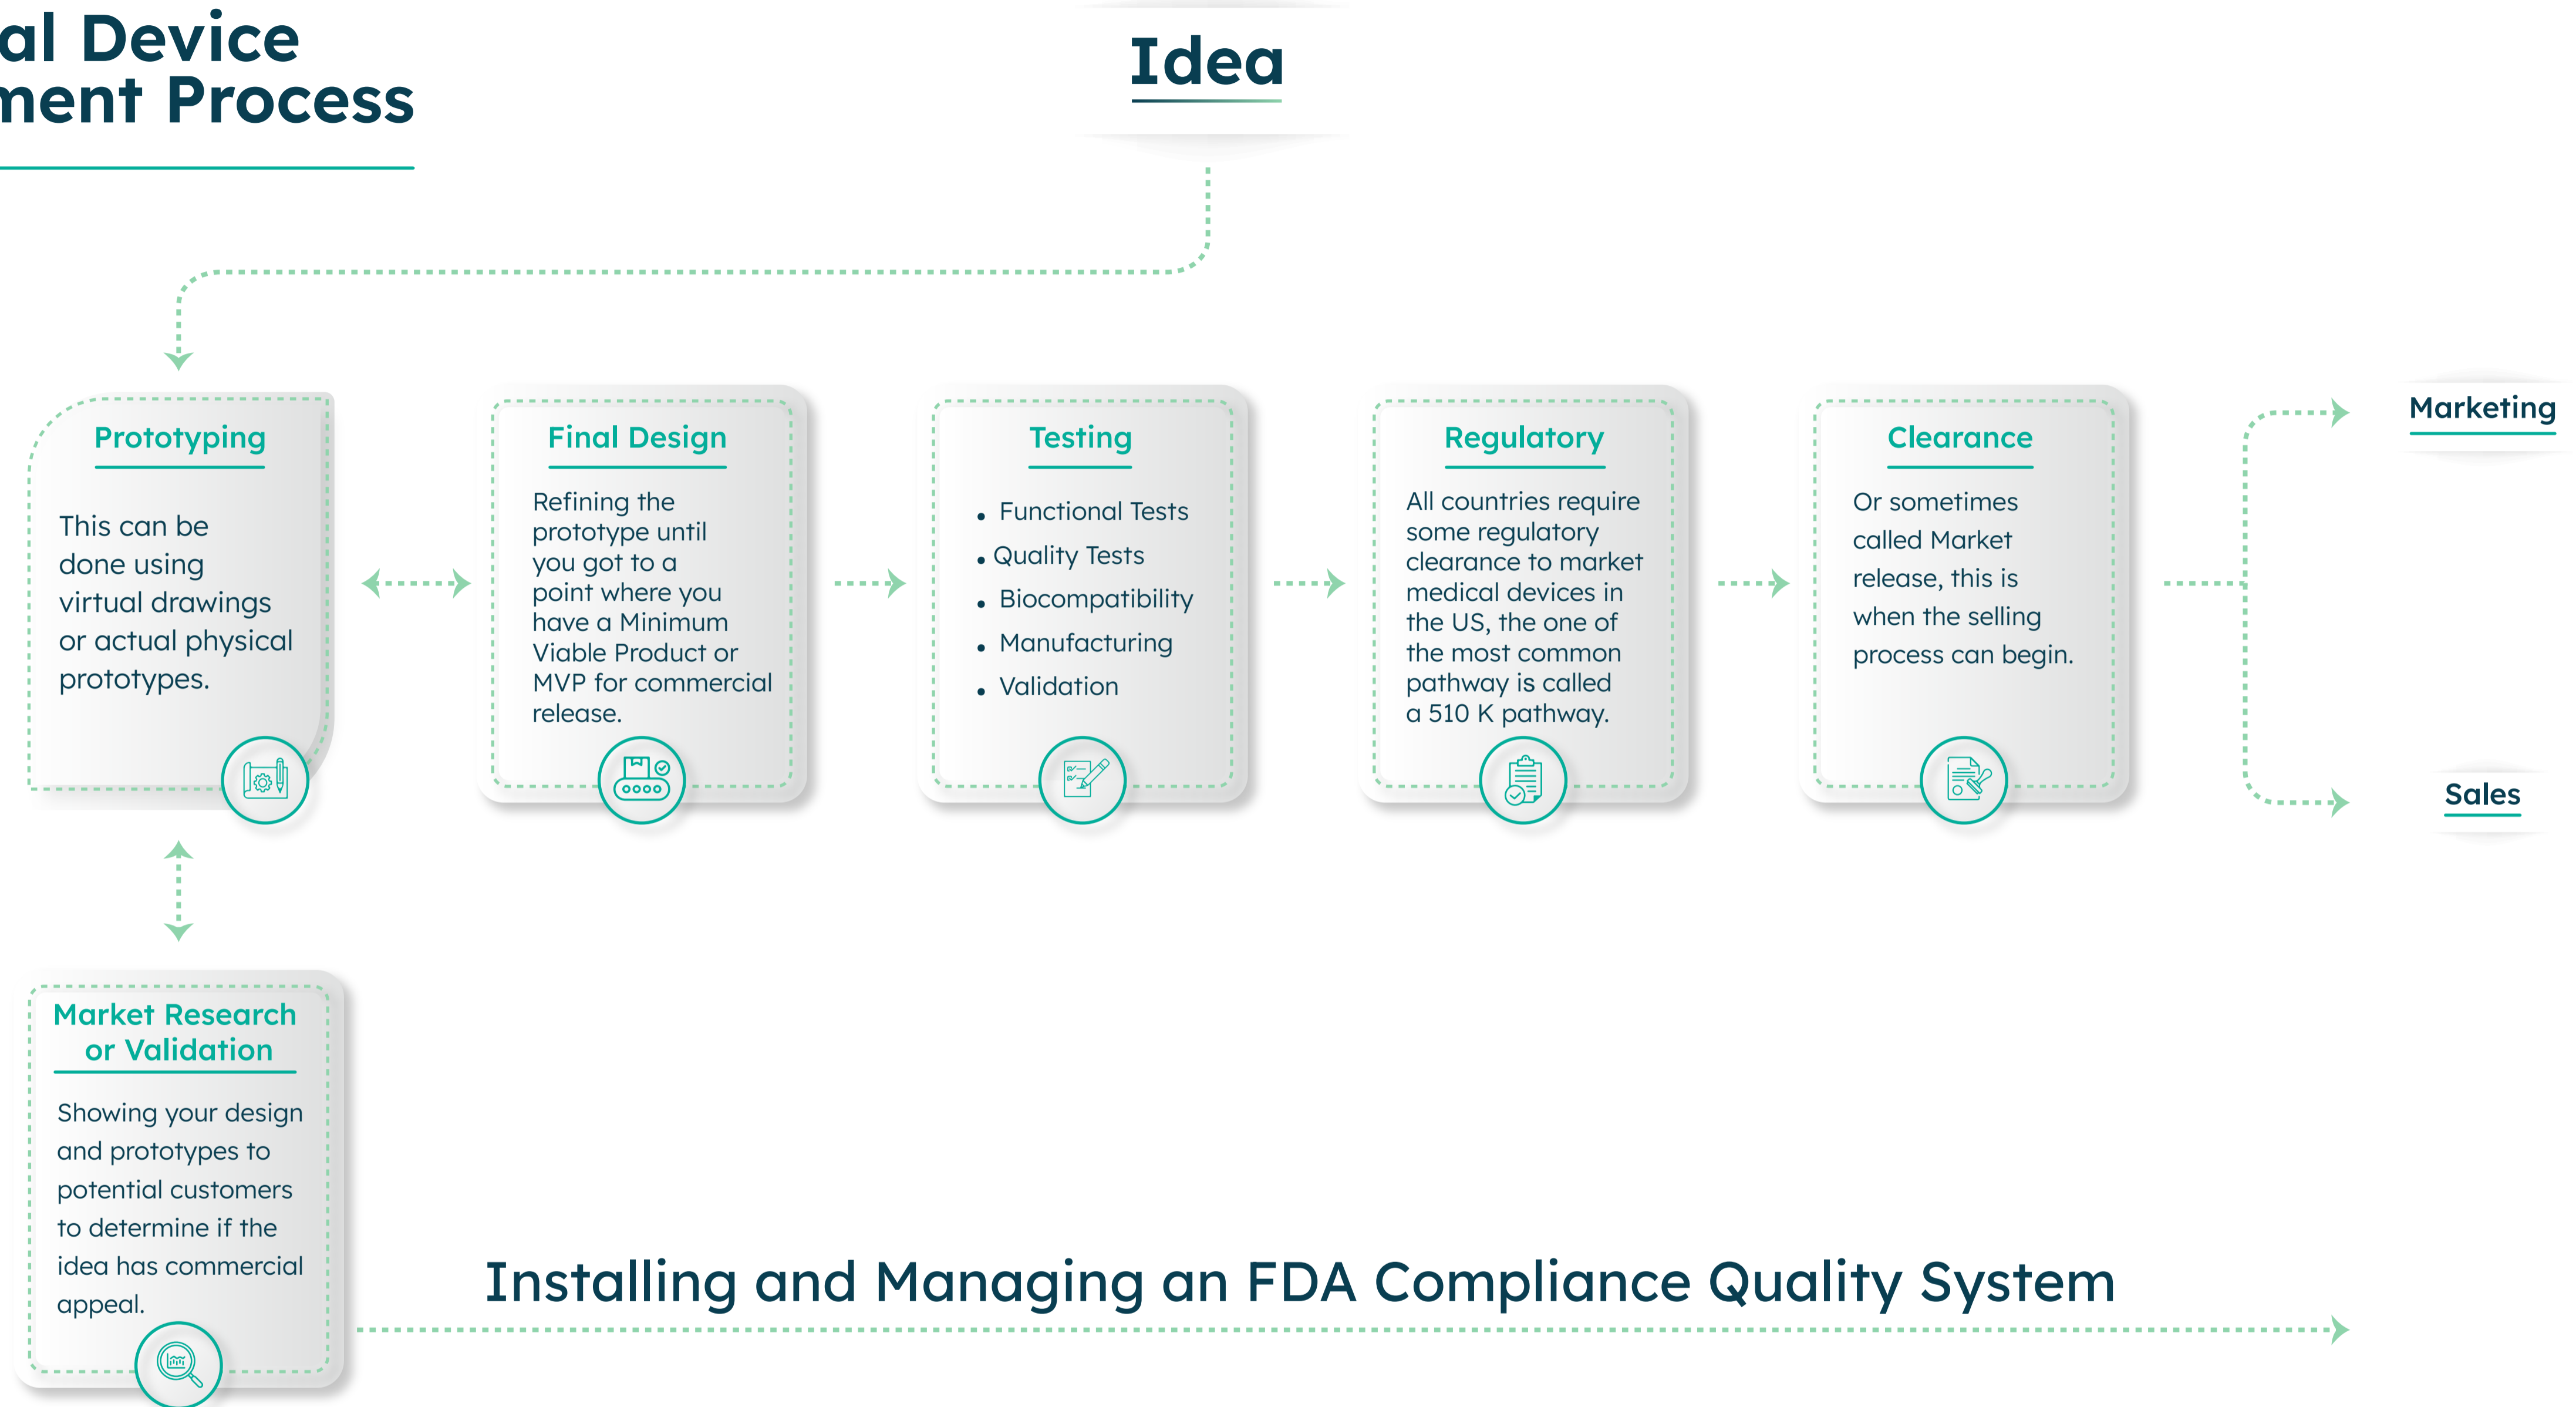 al Device
ment Process
Idea
Prototyping
This can be
done using
virtual drawings
or actual physical
prototypes.
Final Design
Refining the
prototype until
you got to a
point where you
have a Minimum
Viable Product or
MVP for commercial
release.
Testing
• Functional Tests
• Quality Tests
• Biocompatibility
• Manufacturing
• Validation
Regulatory
All countries require
some regulatory
clearance to market
medical devices in
the US, the one of
the most common
pathway is called
a 510 K pathway.
Clearance
Or sometimes
called Market
release, this is
when the selling
process can begin.
Marketing
Sales
Market Research
or Validation
Showing your design
and prototypes to
potential customers
to determine if the
idea has commercial
appeal.
Installing and Managing an FDA Compliance Quality System